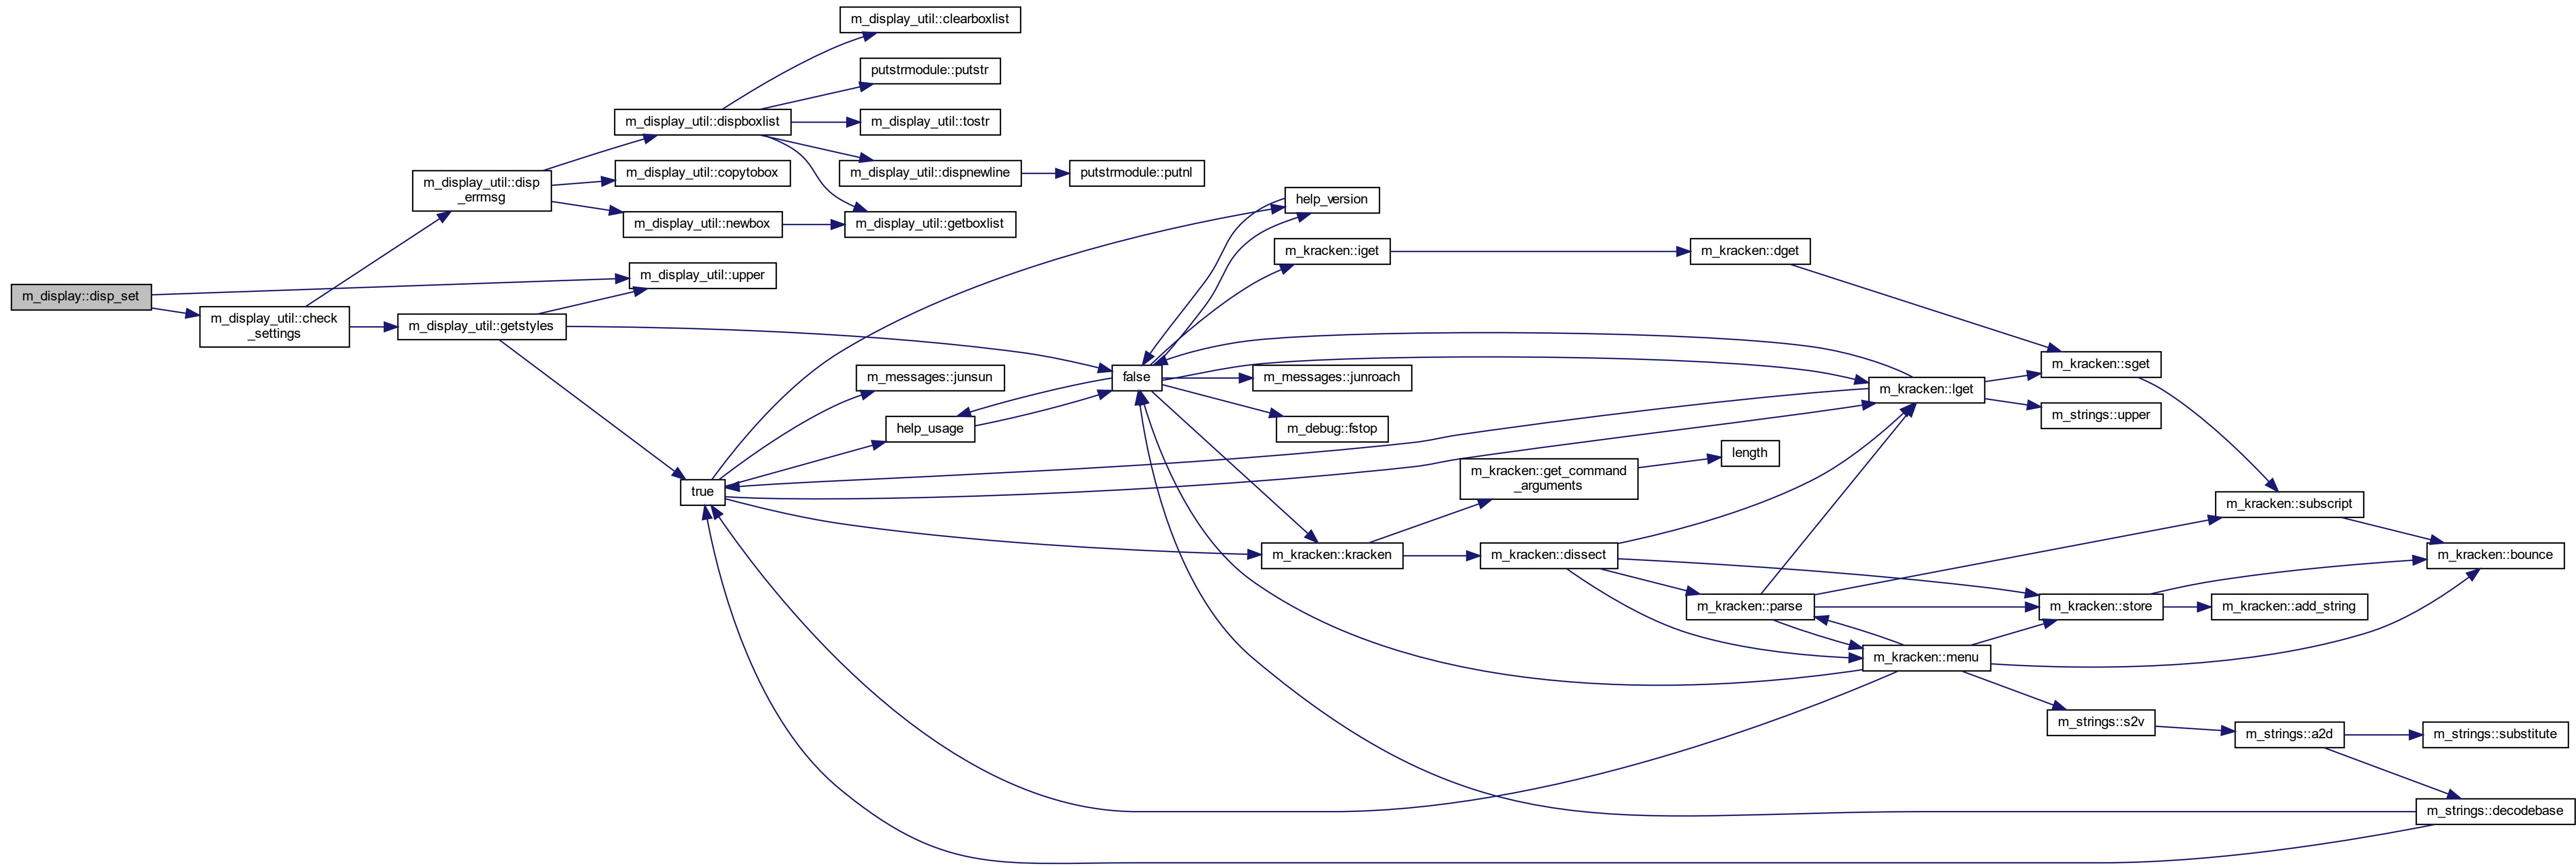 m_display_util::clearboxlist
putstrmodule::putstr
m_display_util::dispboxlist
m_display_util::tostr
m_display_util::disp
_errmsg
m_display_util::copytobox
m_display_util::dispnewline
putstrmodule::putnl
m_display_util::newbox
m_display_util::getboxlist
help_version
m_kracken::iget
m_kracken::dget
m_display_util::upper
m_display::disp_set
m_display_util::check
_settings
m_display_util::getstyles
m_kracken::sget
m_messages::junsun
false
m_messages::junroach
m_kracken::lget
help_usage
m_debug::fstop
m_strings::upper
length
m_kracken::get_command
_arguments
true
m_kracken::subscript
m_kracken::kracken
m_kracken::dissect
m_kracken::bounce
m_kracken::parse
m_kracken::store
m_kracken::add_string
m_kracken::menu
m_strings::s2v
m_strings::a2d
m_strings::substitute
m_strings::decodebase